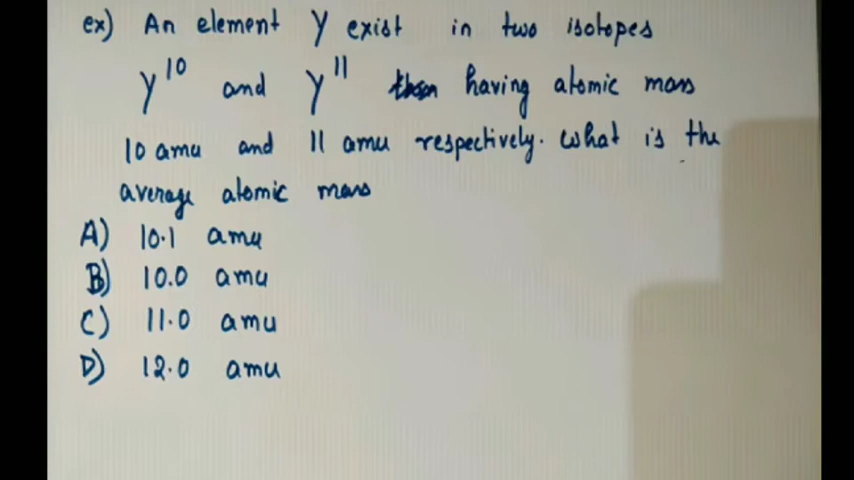 ex) An element Y exist in two isotopes
Y10 and Y11 having atomic mass
10 amu and 11 amu respectively. What is the
average atomic mass
A) 10.1 amu
B) 10.0 amu
C) 11.0 amu
D) 12.0 amu